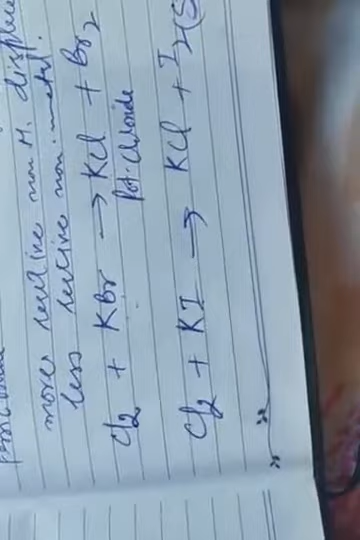 more reactive non M. displace
less reactive non-metal.
Cl2 + KBr → KCl + Br2
Pot. Chloride
Cl2 + KI → KCl + I2(S